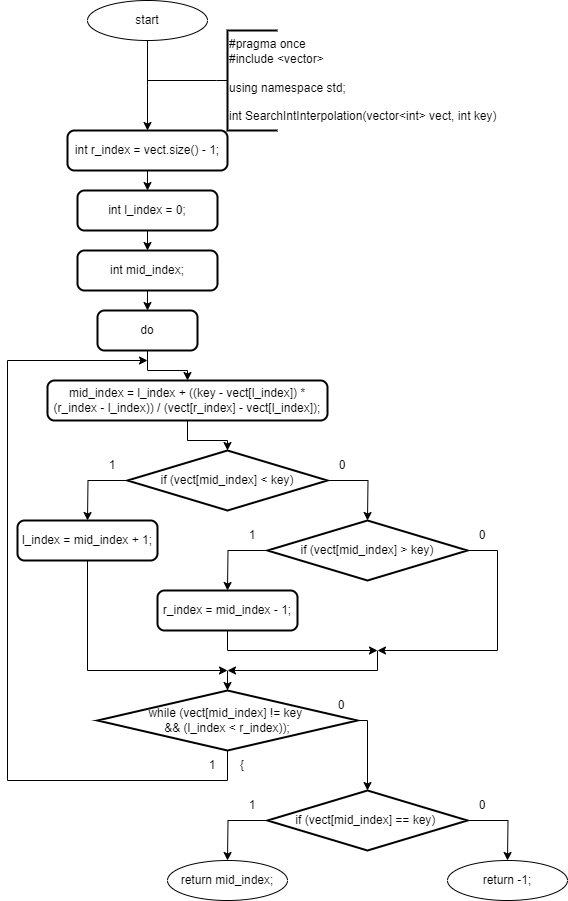 start
#pragma once
#include <vector>
using namespace std;
int SearchIntInterpolation(vector<int> vect, int key)
int r_index = vect.size() - 1;
int l_index = 0;
int mid_index;
do
mid_index = l_index + ((key - vect[l_index]) *
(r_index - l_index)) / (vect[r_index] - vect[l_index]);
1
0
if (vect[mid_index] < key)
l_index = mid_index + 1;
1
0
if (vect[mid_index] > key)
r_index = mid_index - 1;
0
while (vect[mid_index] != key
&& (l_index < r_index));
1
{
1
0
if (vect[mid_index] == key)
return mid_index;
return -1;